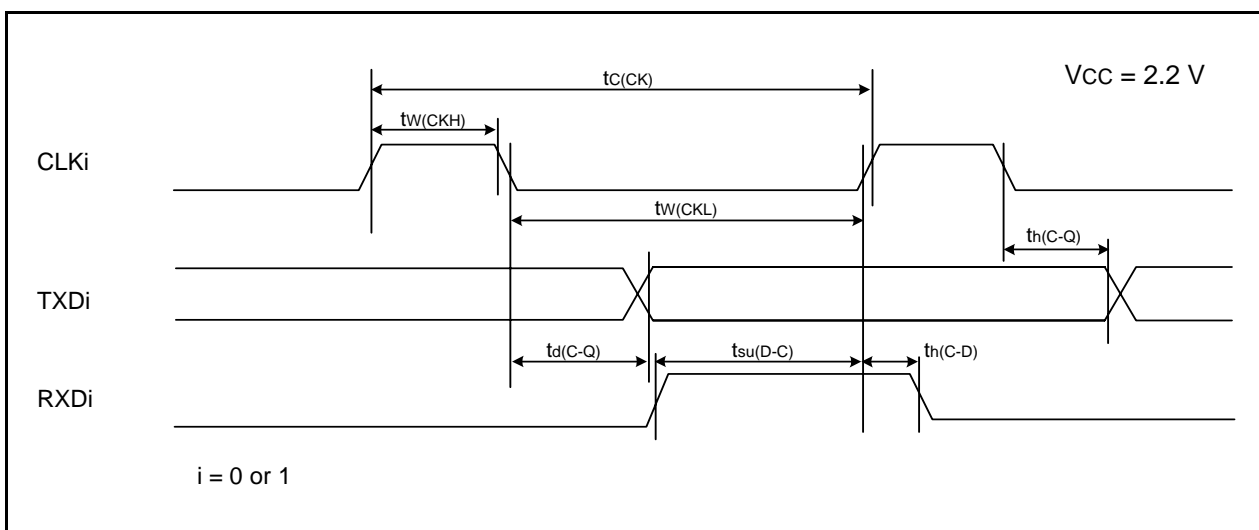 tC(CK)
VCC = 2.2 V
tW(CKH)
CLKi
tW(CKL)
th(C-Q)
TXDi
td(C-Q)
tsu(D-C)
th(C-D)
RXDi
i = 0 or 1